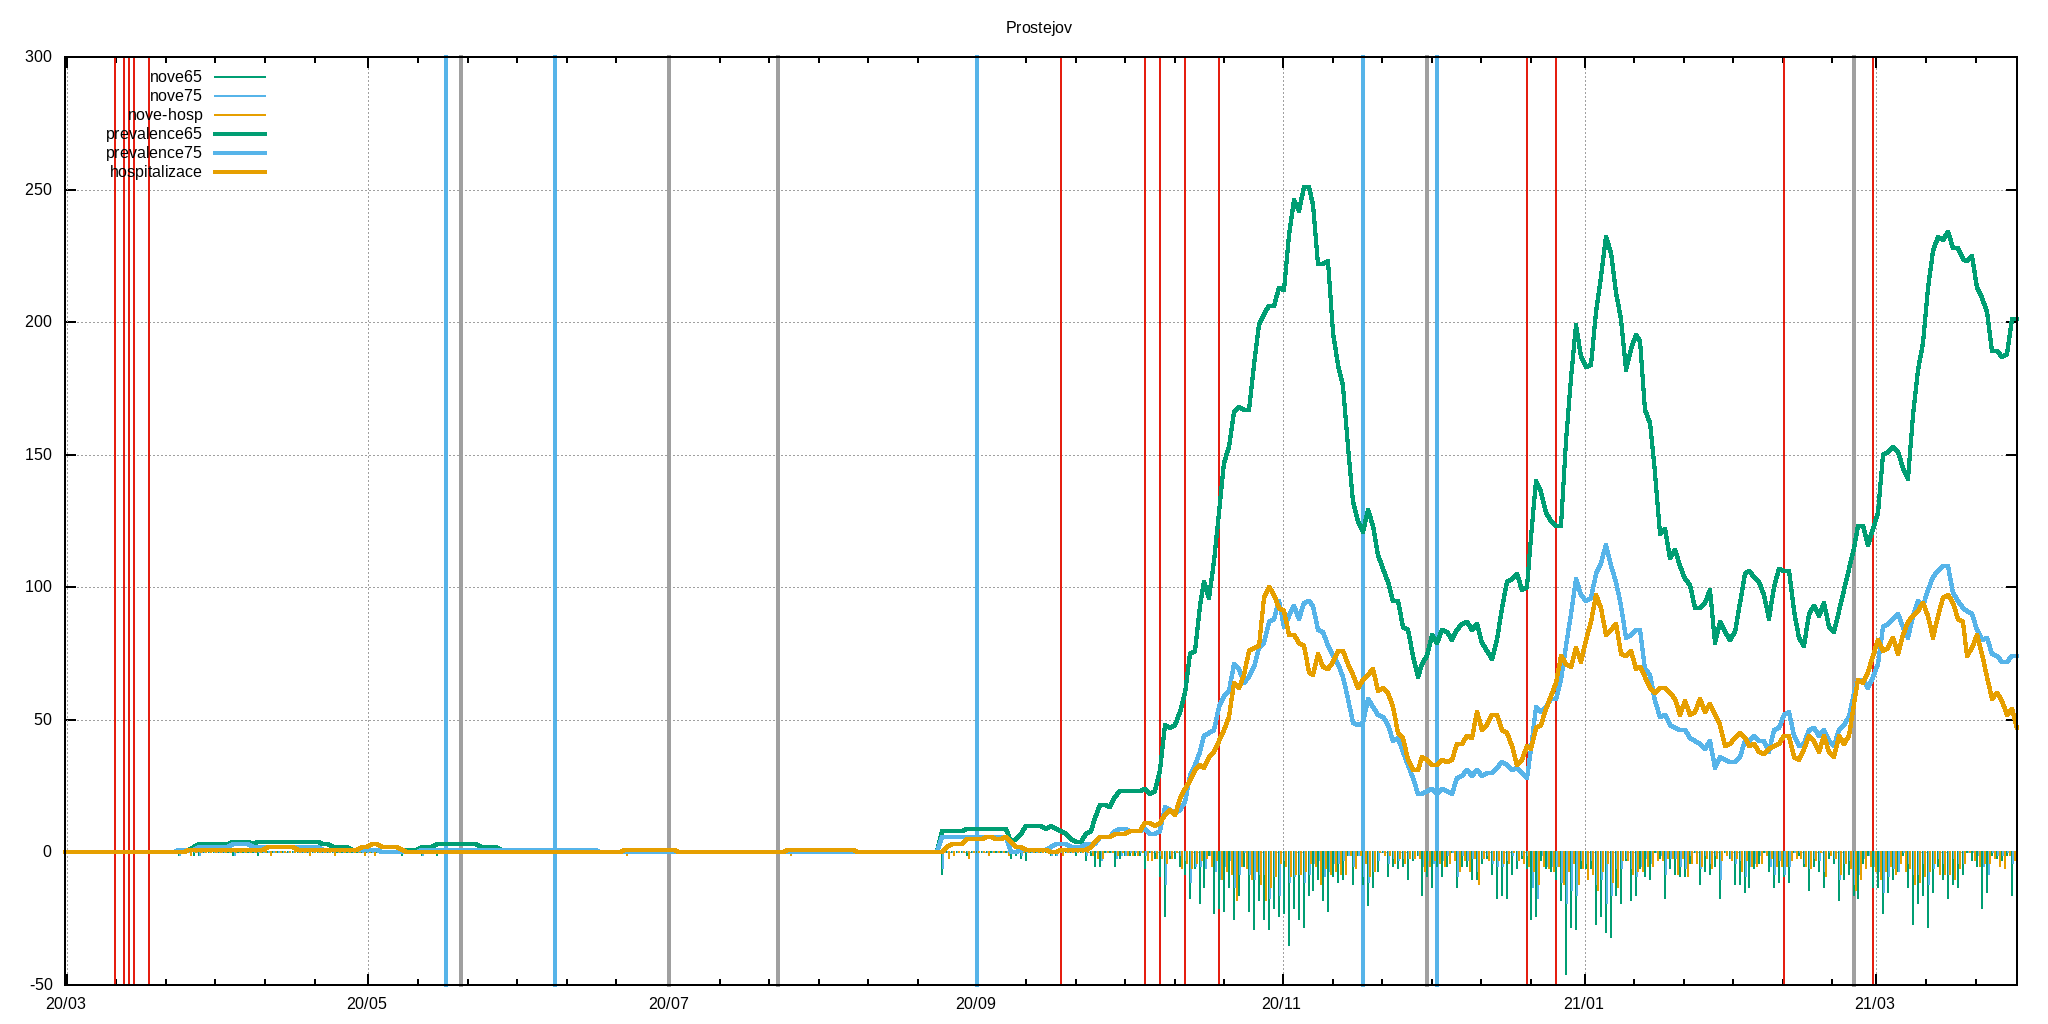 Prostejov
300
250
200
150
100
50
0
-50
nove65
nove75
nove-hosp
prevalence65
prevalence75
hospitalizace
20/03 20/05 20/07 20/09 20/11 21/01 21/03